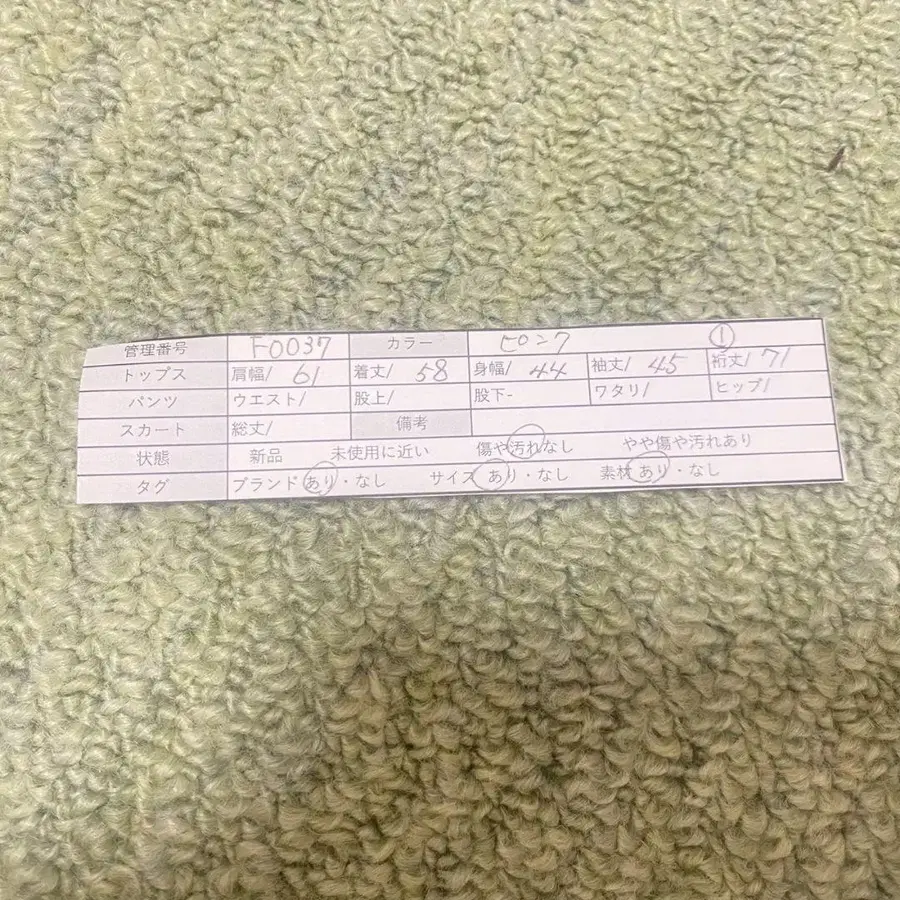 管理番号 F0037 カラー ピンク ①
トップス 肩幅/ 61 着丈/ 58 身幅/ 44 袖丈/ 45 裄丈/ 71
パンツ ウエスト/ 股上/ 股下- ワタリ/ ヒップ/
スカート 総丈/ 備考
状態 新品 未使用に近い 傷や汚れなし やや傷や汚れあり
タグ ブランド あり・なし サイズ あり・なし 素材 あり・なし